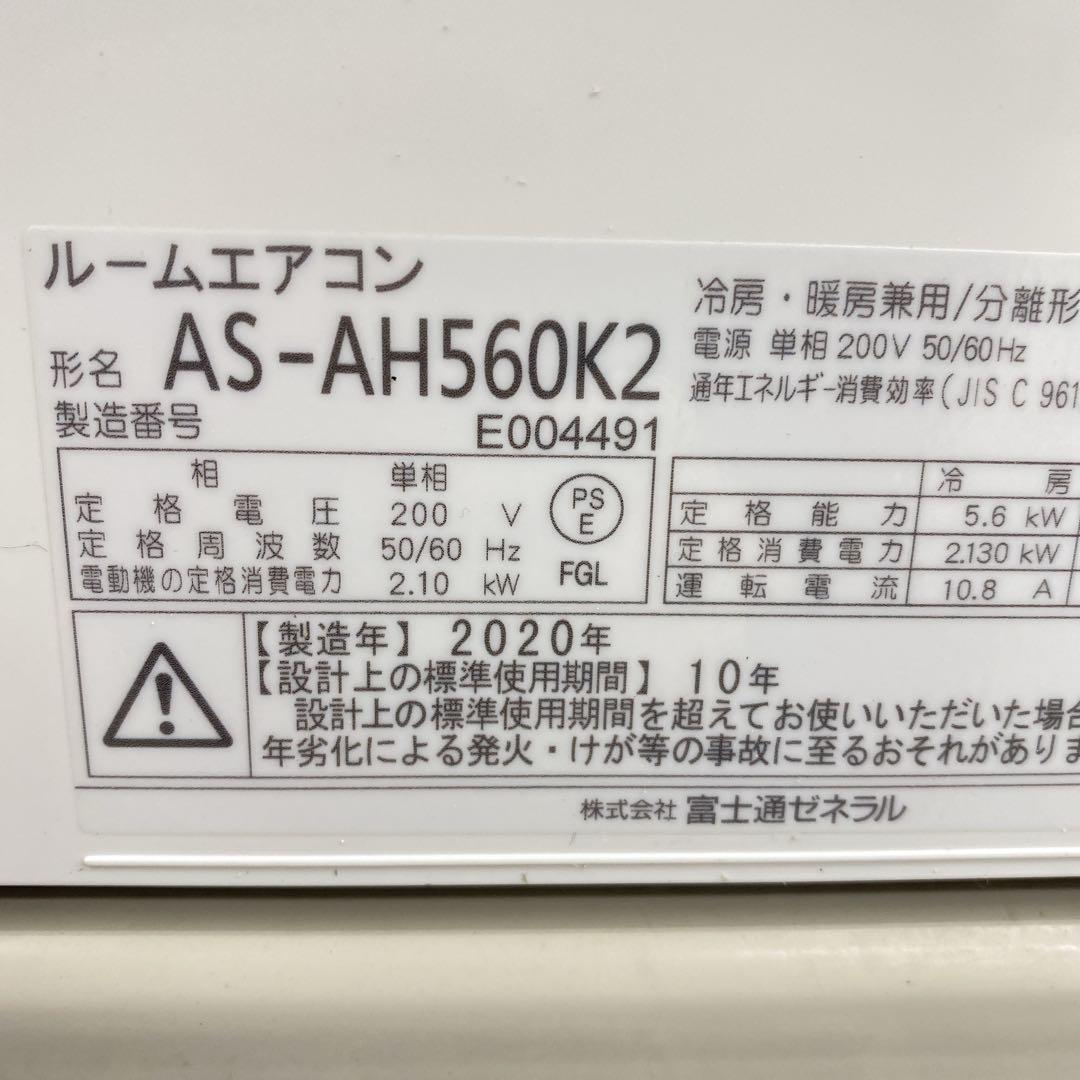 ルームエアコン
形名 AS-AH560K2
製造番号 E004491
冷房・暖房兼用/分離形
電源 単相 200V 50/60Hz
通年エネルギー消費効率(JIS C 961
相 単相
定格電圧 200 V
定格周波数 50/60 Hz
電動機の定格消費電力 2.10 kW
PS
E
FGL
冷房
定格能力 5.6 kW
定格消費電力 2.130 kW
運転電流 10.8 A
【製造年】2020年
【設計上の標準使用期間】10年
設計上の標準使用期間を超えてお使いいただいた場合
年劣化による発火・けが等の事故に至るおそれがありま
株式会社 富士通ゼネラル